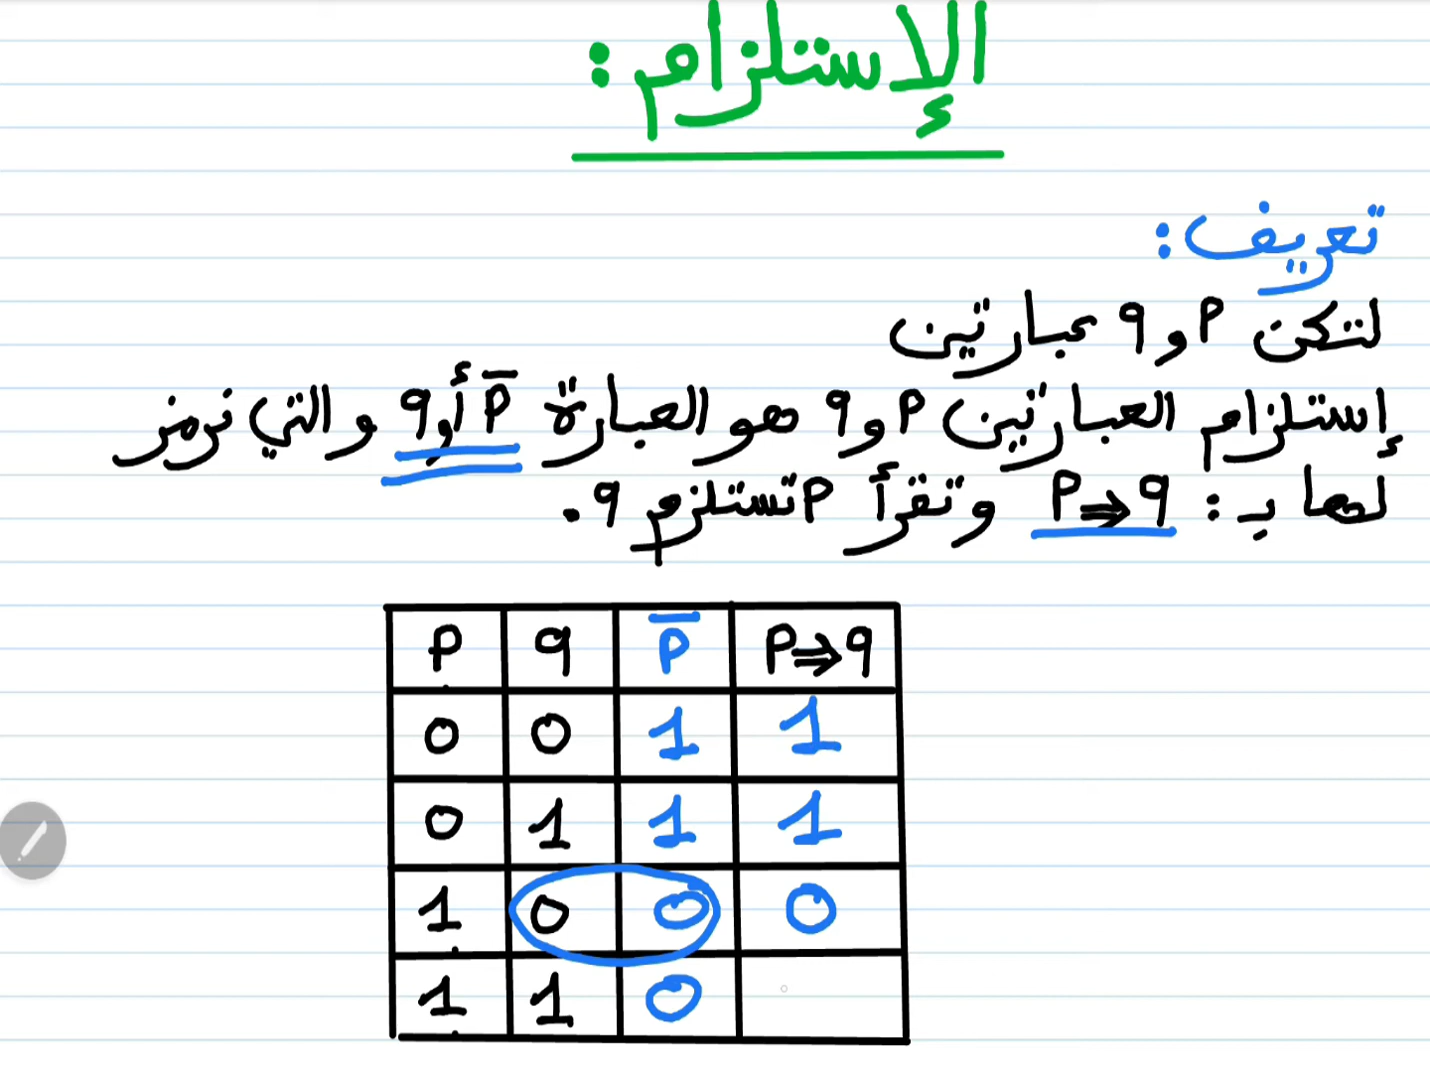 الإستلزام :
تعريف :
لتكن P و q عبارتين
إستلزام العبارتين P و q هو العبارة P̅ أو q و التي نرمز
لها بـ : P⇒q وتقرأ P تستلزم q .
P q P̅ P⇒q
0 0 1 1
0 1 1 1
1 0 0 0
1 1 0